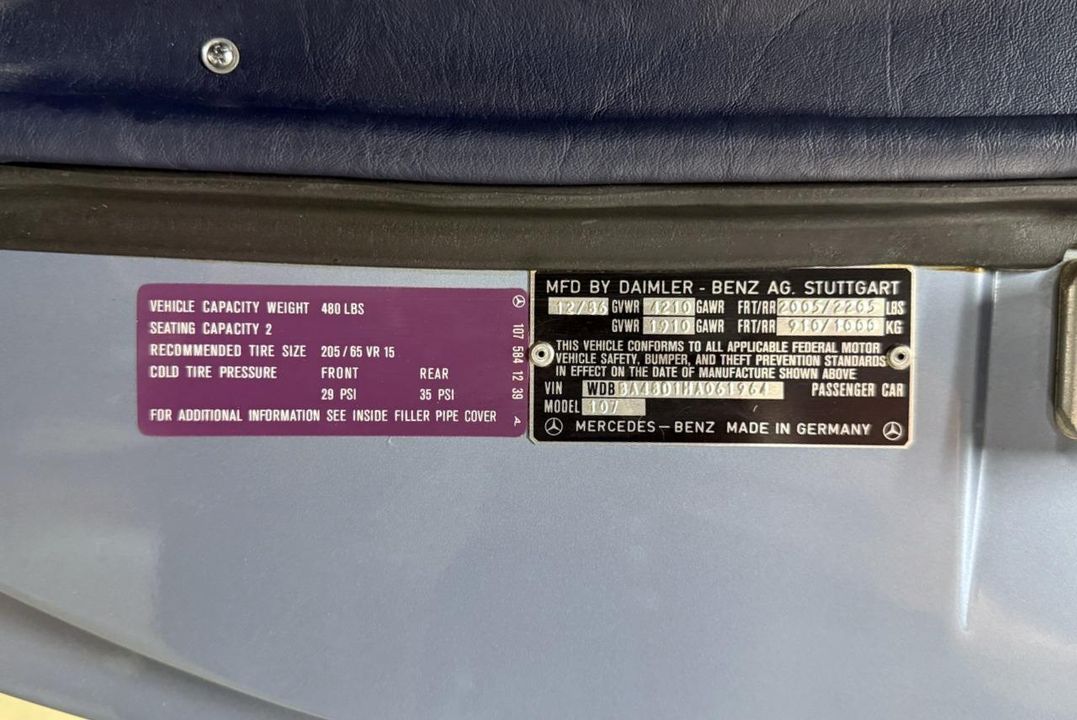 VEHICLE CAPACITY WEIGHT 480 LBS
SEATING CAPACITY 2
RECOMMENDED TIRE SIZE 205/65 VR 15
COLD TIRE PRESSURE FRONT REAR
29 PSI 35 PSI
FOR ADDITIONAL INFORMATION SEE INSIDE FILLER PIPE COVER
107 584 12 39 A
MFD BY DAIMLER-BENZ AG. STUTTGART
12/86 GVWR 4210 GAWR FRT/RR 2005/2205 LBS
GVWR 1910 GAWR FRT/RR 910/1000 KG
THIS VEHICLE CONFORMS TO ALL APPLICABLE FEDERAL MOTOR
VEHICLE SAFETY, BUMPER, AND THEFT PREVENTION STANDARDS
IN EFFECT ON THE DATE OF MANUFACTURE SHOWN ABOVE
VIN WDB BA48D1HA061964 PASSENGER CAR
MODEL 107
MERCEDES-BENZ MADE IN GERMANY